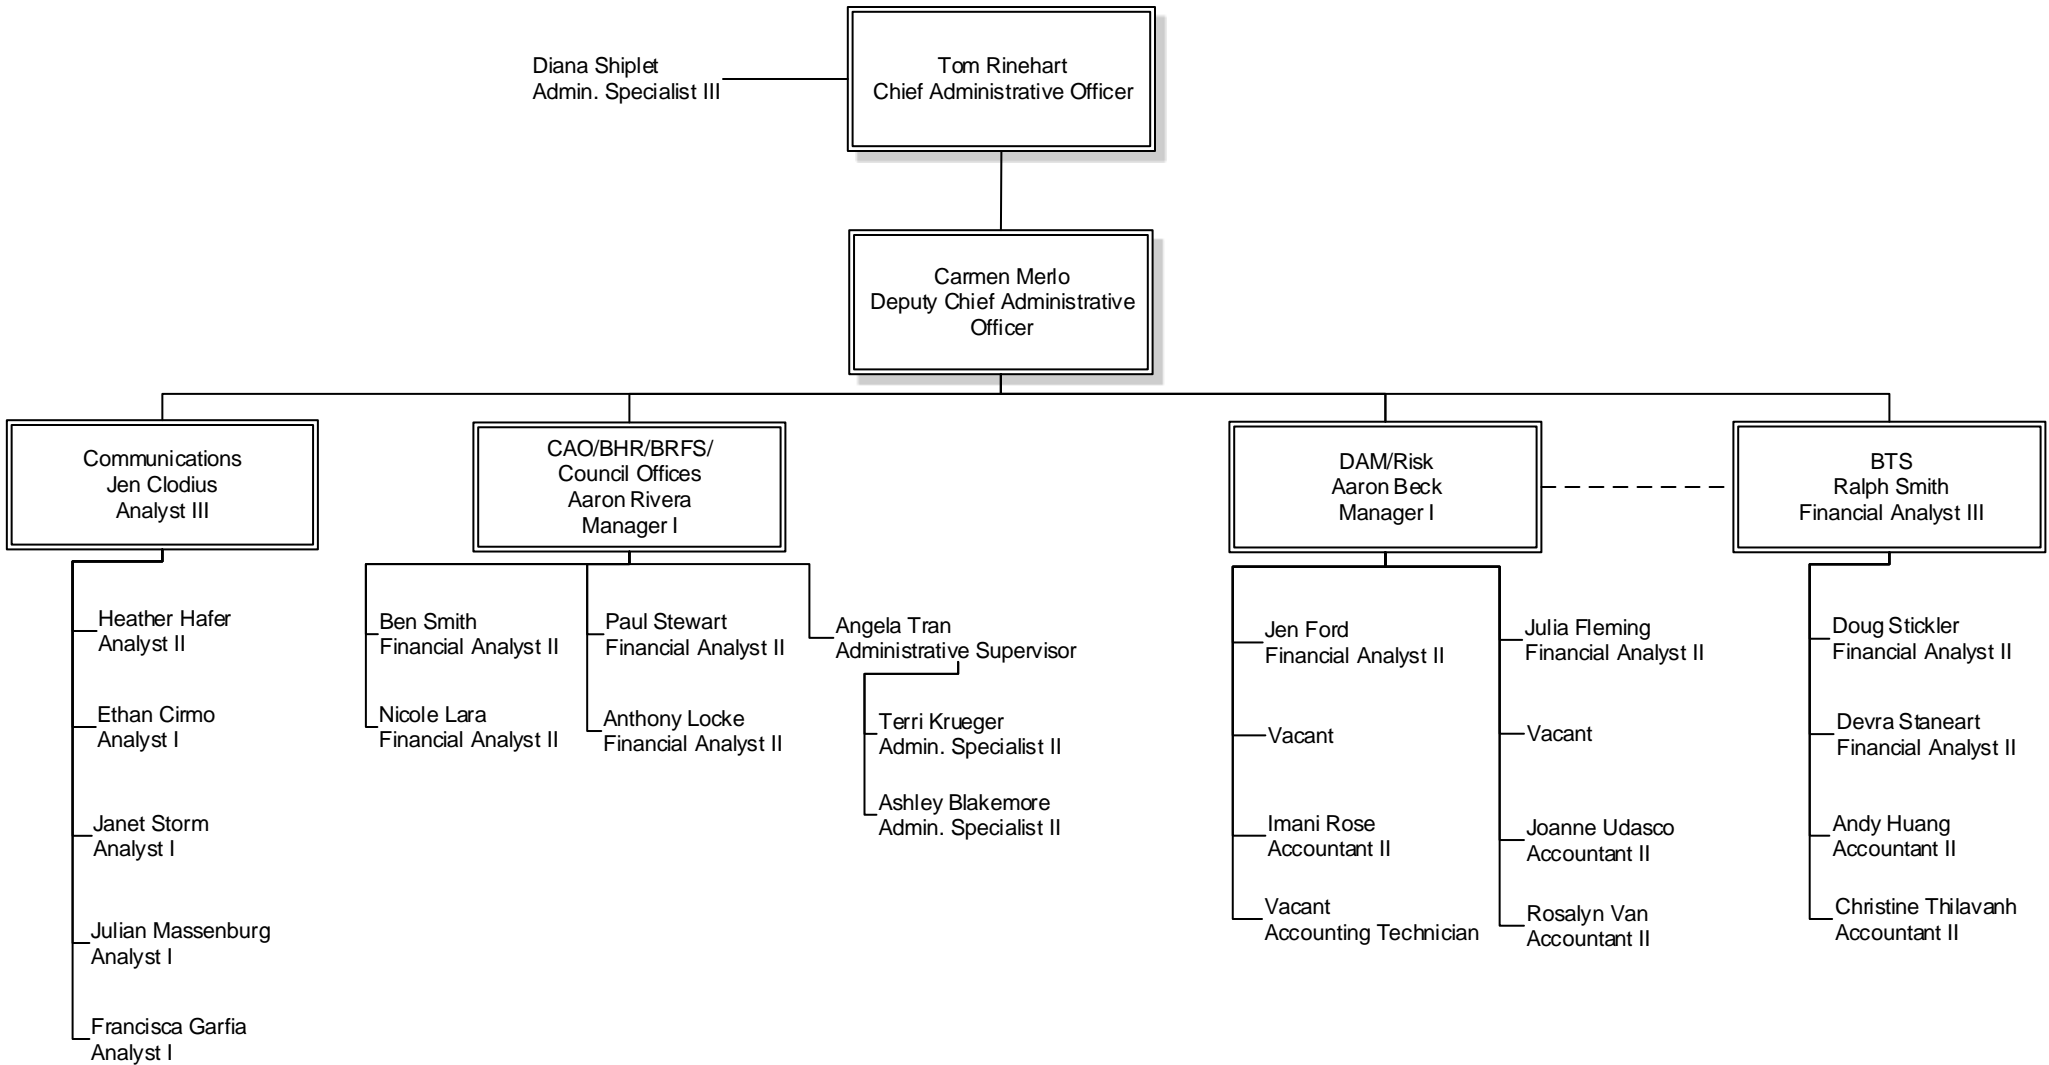 Diana Shiplet
Admin. Specialist III
Tom Rinehart
Chief Administrative Officer
Carmen Merlo
Deputy Chief Administrative
Officer
Communications
Jen Clodius
Analyst III
CAO/BHR/BRFS/
Council Offices
Aaron Rivera
Manager I
DAM/Risk
Aaron Beck
Manager I
BTS
Ralph Smith
Financial Analyst III
Heather Hafer
Analyst II
Ethan Cirmo
Analyst I
Janet Storm
Analyst I
Julian Massenburg
Analyst I
Francisca Garfia
Analyst I
Ben Smith
Financial Analyst II
Nicole Lara
Financial Analyst II
Paul Stewart
Financial Analyst II
Anthony Locke
Financial Analyst II
Angela Tran
Administrative Supervisor
Terri Krueger
Admin. Specialist II
Ashley Blakemore
Admin. Specialist II
Jen Ford
Financial Analyst II
Vacant
Imani Rose
Accountant II
Vacant
Accounting Technician
Julia Fleming
Financial Analyst II
Vacant
Joanne Udasco
Accountant II
Rosalyn Van
Accountant II
Doug Stickler
Financial Analyst II
Devra Staneart
Financial Analyst II
Andy Huang
Accountant II
Christine Thilavanh
Accountant II